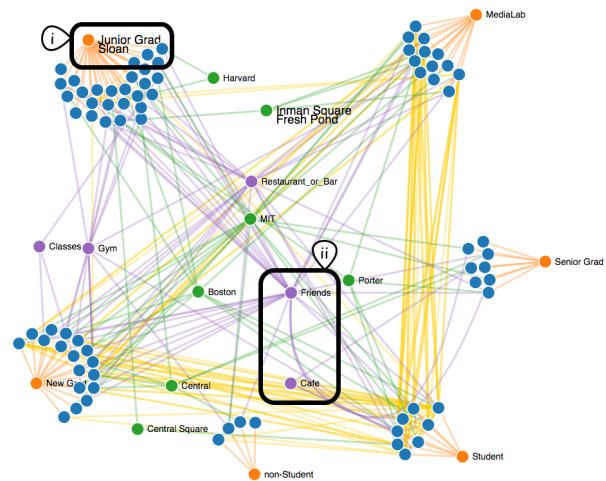 i
Junior Grad
Sloan
MediaLab
Harvard
Inman Square
Fresh Pond
Restaurant_or_Bar
MIT
ii
Classes
Gym
Senior Grad
Boston
Friends
Porter
New G
Central
Cafe
Central Square
Student
non-Student